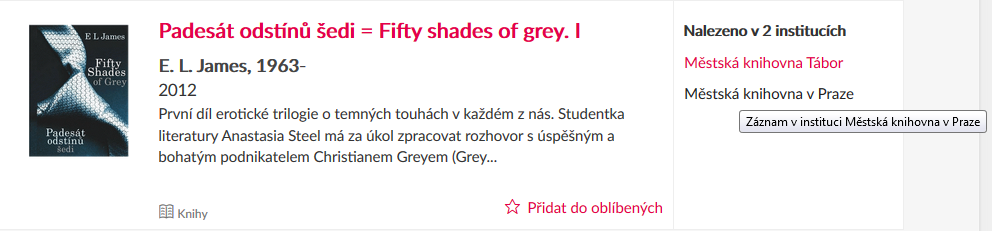 E L James
Fifty
Shades
of Grey
Padesát
odstínů
šedi
Padesát odstínů šedi = Fifty shades of grey. I
E. L. James, 1963-
2012
První díl erotické trilogie o temných touhách v každém z nás. Studentka
literatury Anastasia Steel má za úkol zpracovat rozhovor s úspěšným a
bohatým podnikatelem Christianem Greyem (Grey...
Knihy
Přidat do oblíbených
Nalezeno v 2 institucích
Městská knihovna Tábor
Městská knihovna v Praze
Záznam v instituci Městská knihovna v Praze